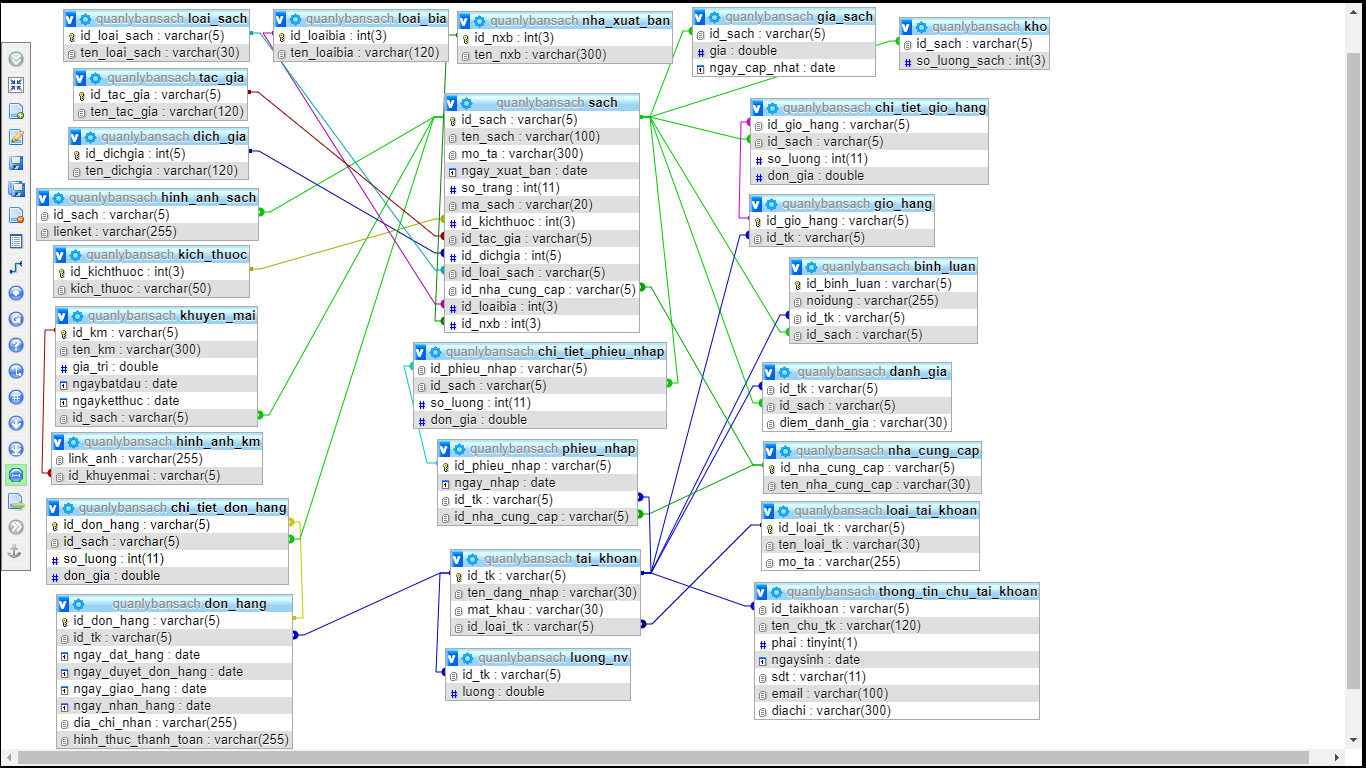 quanlybansach loai_sach
id_loai_sach : varchar(5)
ten_loai_sach : varchar(30)
quanlybansach loai_bia
id_loaibia : int(3)
ten_loaibia : varchar(120)
quanlybansach nha_xuat_ban
id_nxb : int(3)
ten_nxb : varchar(300)
quanlybansach gia_sach
id_sach : varchar(5)
gia : double
ngay_cap_nhat : date
quanlybansach kho
id_sach : varchar(5)
so_luong_sach : int(3)
quanlybansach tac_gia
id_tac_gia : varchar(5)
ten_tac_gia : varchar(120)
quanlybansach dich_gia
id_dichgia : int(5)
ten_dichgia : varchar(120)
quanlybansach hinh_anh_sach
id_sach : varchar(5)
lienket : varchar(255)
quanlybansach kich_thuoc
id_kichthuoc : int(3)
kich_thuoc : varchar(50)
quanlybansach khuyen_mai
id_km : varchar(5)
ten_km : varchar(300)
gia_tri : double
ngaybatdau : date
ngayketthuc : date
id_sach : varchar(5)
quanlybansach hinh_anh_km
link_anh : varchar(255)
id_khuyenmai : varchar(5)
quanlybansach chi_tiet_don_hang
id_don_hang : varchar(5)
id_sach : varchar(5)
so_luong : int(11)
don_gia : double
quanlybansach don_hang
id_don_hang : varchar(5)
id_tk : varchar(5)
ngay_dat_hang : date
ngay_duyet_don_hang : date
ngay_giao_hang : date
ngay_nhan_hang : date
dia_chi_nhan : varchar(255)
hinh_thuc_thanh_toan : varchar(255)
quanlybansach sach
id_sach : varchar(5)
ten_sach : varchar(100)
mo_ta : varchar(300)
ngay_xuat_ban : date
so_trang : int(11)
ma_sach : varchar(20)
id_kichthuoc : int(3)
id_tac_gia : varchar(5)
id_dichgia : int(5)
id_loai_sach : varchar(5)
id_nha_cung_cap : varchar(5)
id_loaibia : int(3)
id_nxb : int(3)
quanlybansach chi_tiet_phieu_nhap
id_phieu_nhap : varchar(5)
id_sach : varchar(5)
so_luong : int(11)
don_gia : double
quanlybansach phieu_nhap
id_phieu_nhap : varchar(5)
ngay_nhap : date
id_tk : varchar(5)
id_nha_cung_cap : varchar(5)
quanlybansach tai_khoan
id_tk : varchar(5)
ten_dang_nhap : varchar(30)
mat_khau : varchar(30)
id_loai_tk : varchar(5)
quanlybansach luong_nv
id_tk : varchar(5)
luong : double
quanlybansach chi_tiet_gio_hang
id_gio_hang : varchar(5)
id_sach : varchar(5)
so_luong : int(11)
don_gia : double
quanlybansach gio_hang
id_gio_hang : varchar(5)
id_tk : varchar(5)
quanlybansach binh_luan
id_binh_luan : varchar(5)
noidung : varchar(255)
id_tk : varchar(5)
id_sach : varchar(5)
quanlybansach danh_gia
id_tk : varchar(5)
id_sach : varchar(5)
diem_danh_gia : varchar(30)
quanlybansach nha_cung_cap
id_nha_cung_cap : varchar(5)
ten_nha_cung_cap : varchar(30)
quanlybansach loai_tai_khoan
id_loai_tk : varchar(5)
ten_loai_tk : varchar(30)
mo_ta : varchar(255)
quanlybansach thong_tin_chu_tai_khoan
id_taikhoan : varchar(5)
ten_chu_tk : varchar(120)
phai : tinyint(1)
ngaysinh : date
sdt : varchar(11)
email : varchar(100)
diachi : varchar(300)